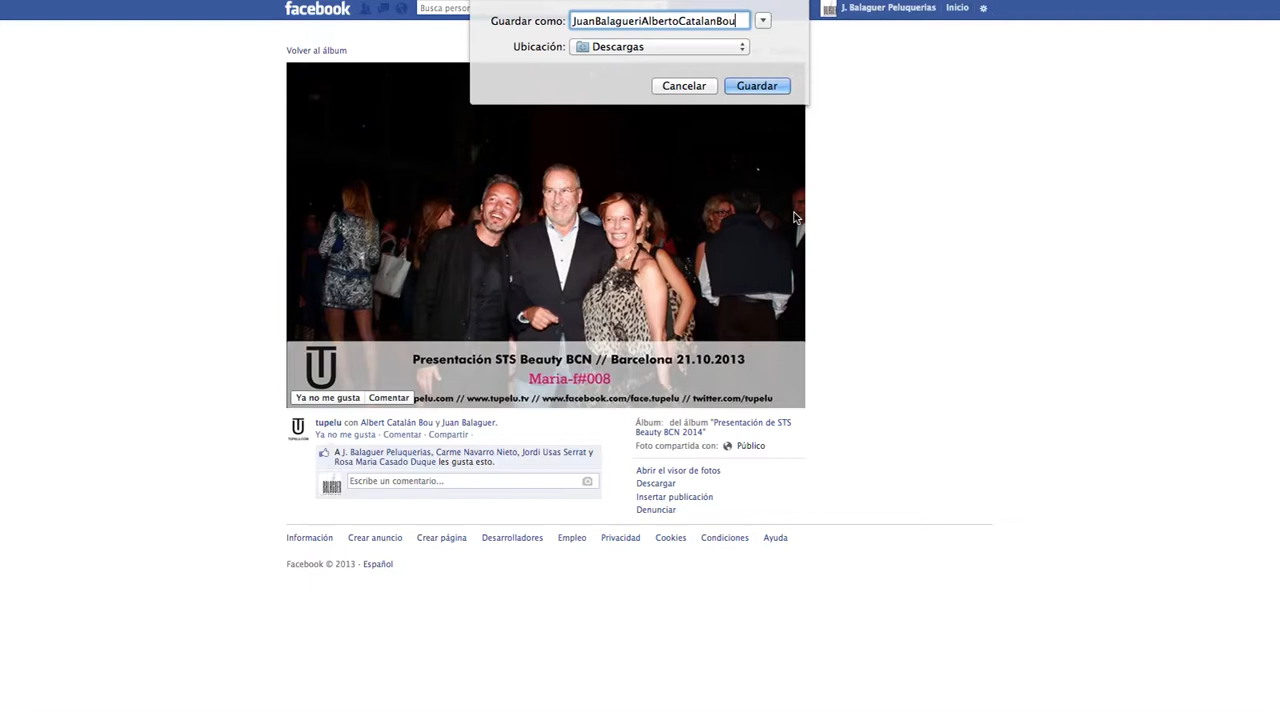 facebook
Busca person
J. Balaguer Peluquerias Inicio
Guardar como: JuanBalagueriAlbertoCatalanBou
Ubicación: Descargas
Cancelar Guardar
Volver al álbum
Presentación STS Beauty BCN // Barcelona 21.10.2013
Maria-f#008
Ya no me gusta Comentar
pelu.com // www.tupelu.tv // www.facebook.com/face.tupelu // twitter.com/tupelu
TUPELU.COM
tupelu con Albert Catalán Bou y Juan Balaguer.
Ya no me gusta · Comentar · Compartir ·
A J. Balaguer Peluquerias, Carme Navarro Nieto, Jordi Usas Serrat y
Rosa Maria Casado Duque les gusta esto.
Escribe un comentario...
Álbum: del álbum "Presentación de STS
Beauty BCN 2014"
Foto compartida con: Público
Abrir el visor de fotos
Descargar
Insertar publicación
Denunciar
Información Crear anuncio Crear página Desarrolladores Empleo Privacidad Cookies Condiciones Ayuda
Facebook © 2013 · Español